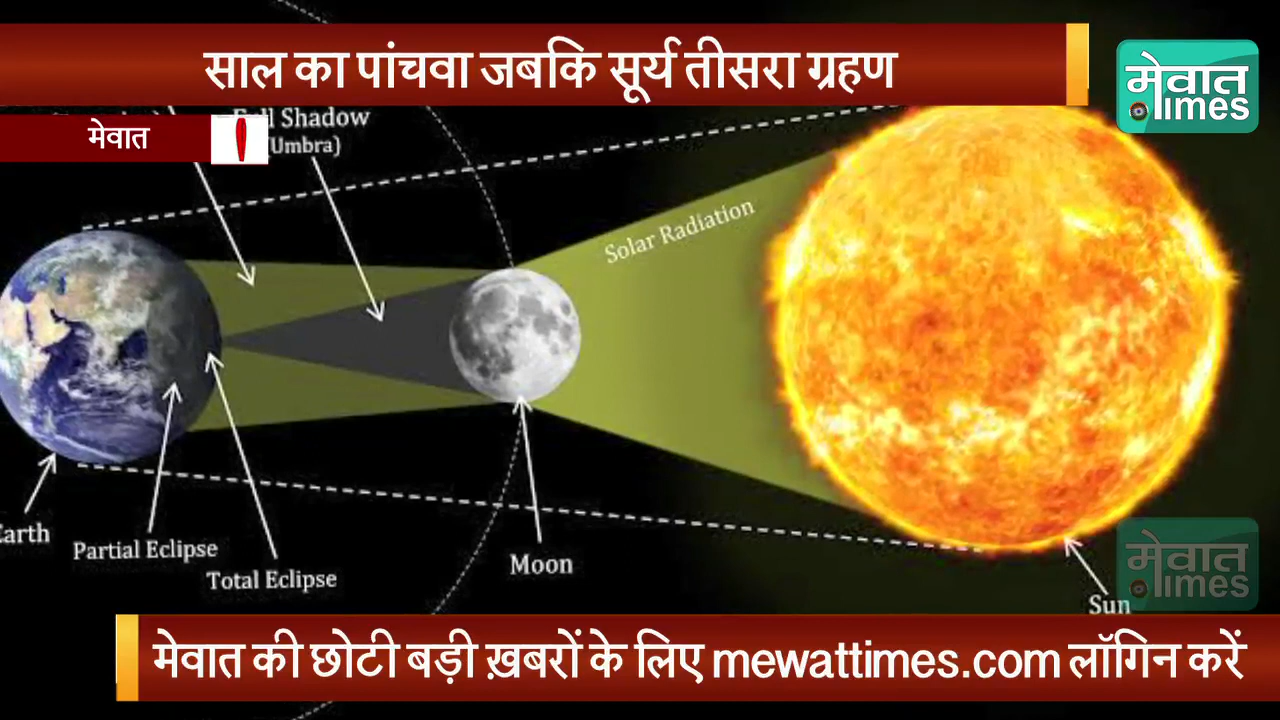 साल का पांचवा जबकि सूर्य तीसरा ग्रहण
मेवात
Times
मेवात
Shadow
Umbra)
Solar Radiation
Earth
Partial Eclipse
Total Eclipse
Moon
Sun
मेवात
Times
मेवात की छोटी बड़ी ख़बरों के लिए mewattimes.com लॉगिन करें